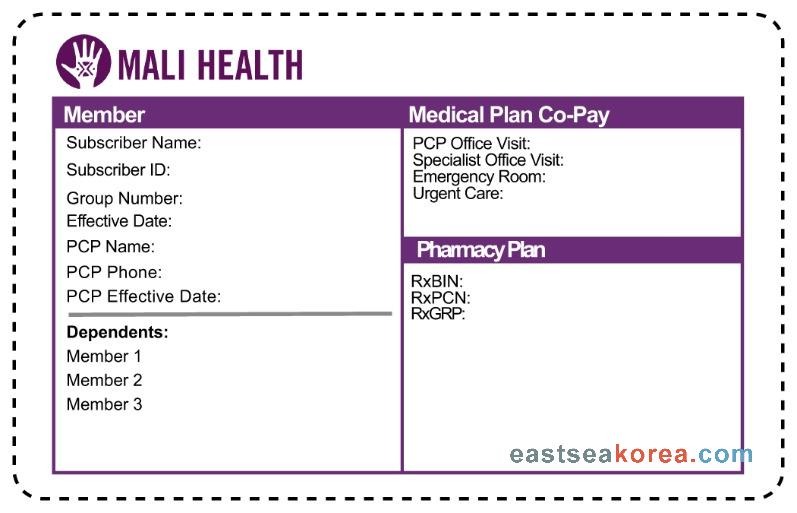 MALI HEALTH
Member
Subscriber Name:
Subscriber ID:
Group Number:
Effective Date:
PCP Name:
PCP Phone:
PCP Effective Date:
Dependents:
Member 1
Member 2
Member 3
Medical Plan Co-Pay
PCP Office Visit:
Specialist Office Visit:
Emergency Room:
Urgent Care:
Pharmacy Plan
RxBIN:
RxPCN:
RxGRP:
eastseakorea.com